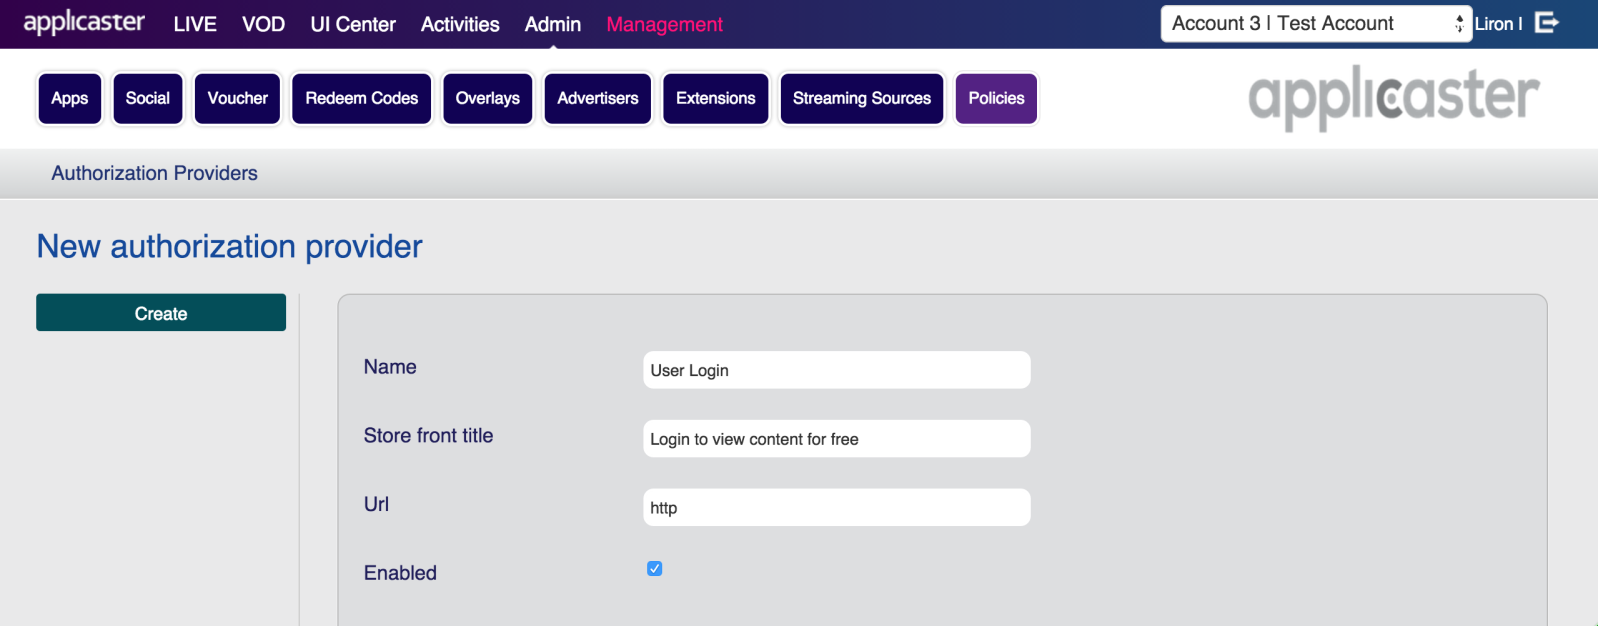 applicaster LIVE VOD UI Center Activities Admin Management Account 3 | Test Account Liron I
Apps Social Voucher Redeem Codes Overlays Advertisers Extensions Streaming Sources Policies applicaster
Authorization Providers
New authorization provider
Create
Name User Login
Store front title Login to view content for free
Url http
Enabled